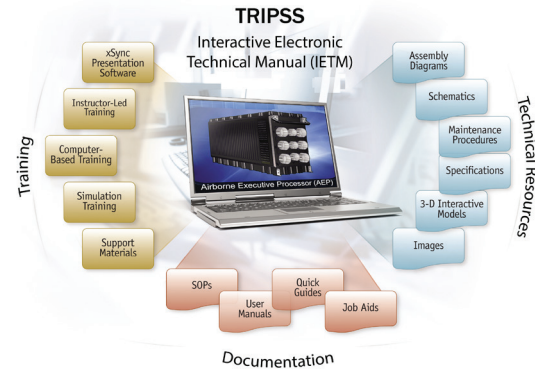 TRIPSS
Interactive Electronic
Technical Manual (IETM)
xSync
Presentation
Software
Instructor-Led
Training
Computer-
Based Training
Simulation
Training
Support
Materials
Training
Airborne Executive Processor (AEP)
Assembly
Diagrams
Schematics
Maintenance
Procedures
Specifications
3-D Interactive
Models
Images
Technical Resources
SOPs
User
Manuals
Quick
Guides
Job Aids
Documentation